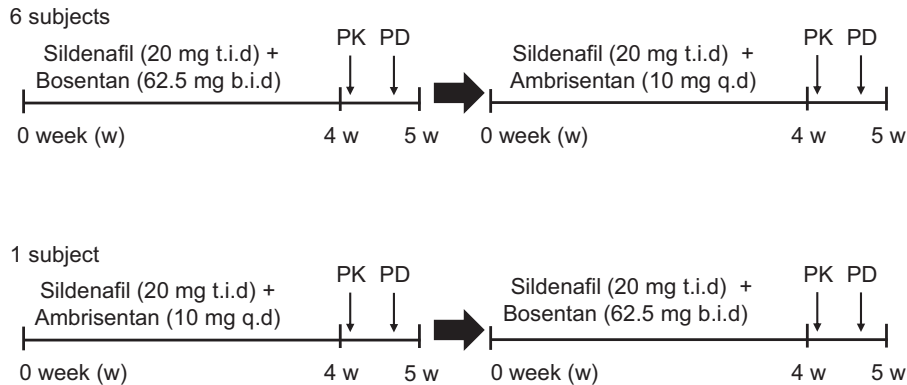 6 subjects
Sildenafil (20 mg t.i.d) +
Bosentan (62.5 mg b.i.d)
PK PD
Sildenafil (20 mg t.i.d) +
Ambrisentan (10 mg q.d)
PK PD
0 week (w)
4 w
5 w
0 week (w)
4 w
5 w
1 subject
Sildenafil (20 mg t.i.d) +
Ambrisentan (10 mg q.d)
PK PD
Sildenafil (20 mg t.i.d) +
Bosentan (62.5 mg b.i.d)
PK PD
0 week (w)
4 w
5 w
0 week (w)
4 w
5 w